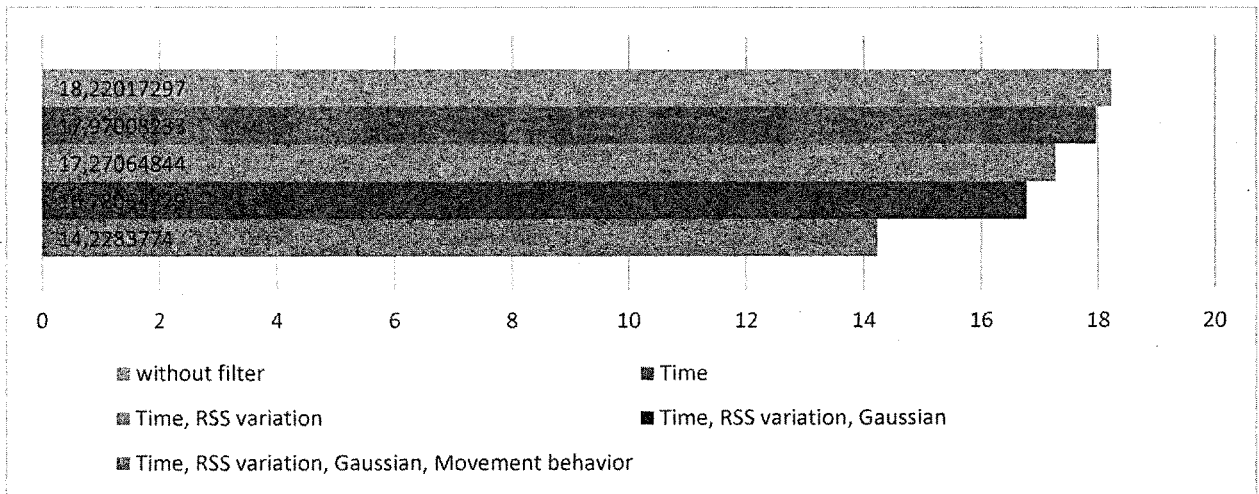 18,22017297
17,27064844
14,2283774
0 2 4 6 8 10 12 14 16 18 20
without filter
Time
Time, RSS variation
Time, RSS variation, Gaussian
Time, RSS variation, Gaussian, Movement behavior